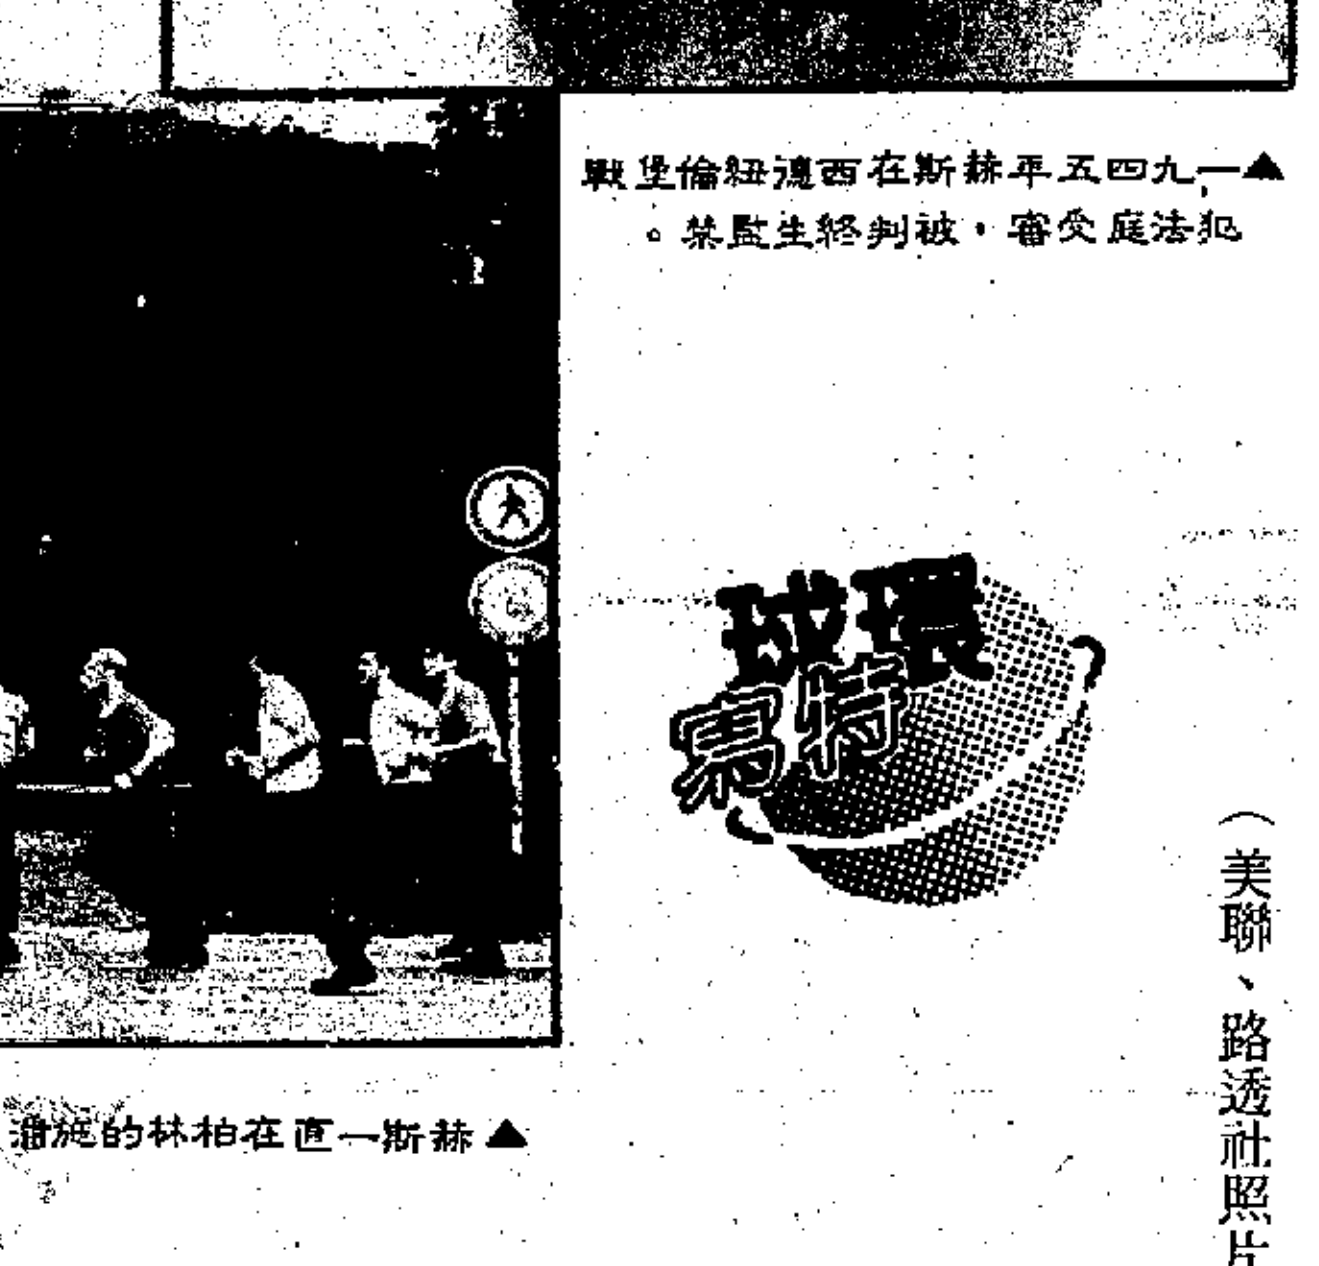 ▲一九四五年赫斯在西德紐倫堡戰
犯法庭受審，被判終生監禁。
環球
特寫
（美聯、路透社照片
▲赫斯一直在柏林的施潘